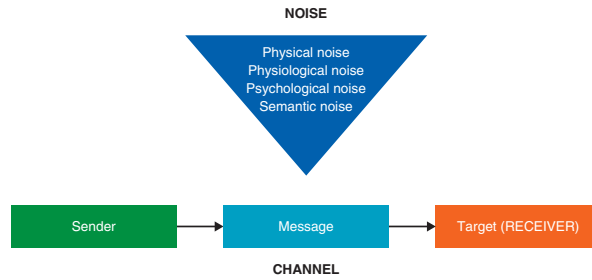 NOISE
Physical noise
Physiological noise
Psychological noise
Semantic noise
Sender
Message
Target (RECEIVER)
CHANNEL